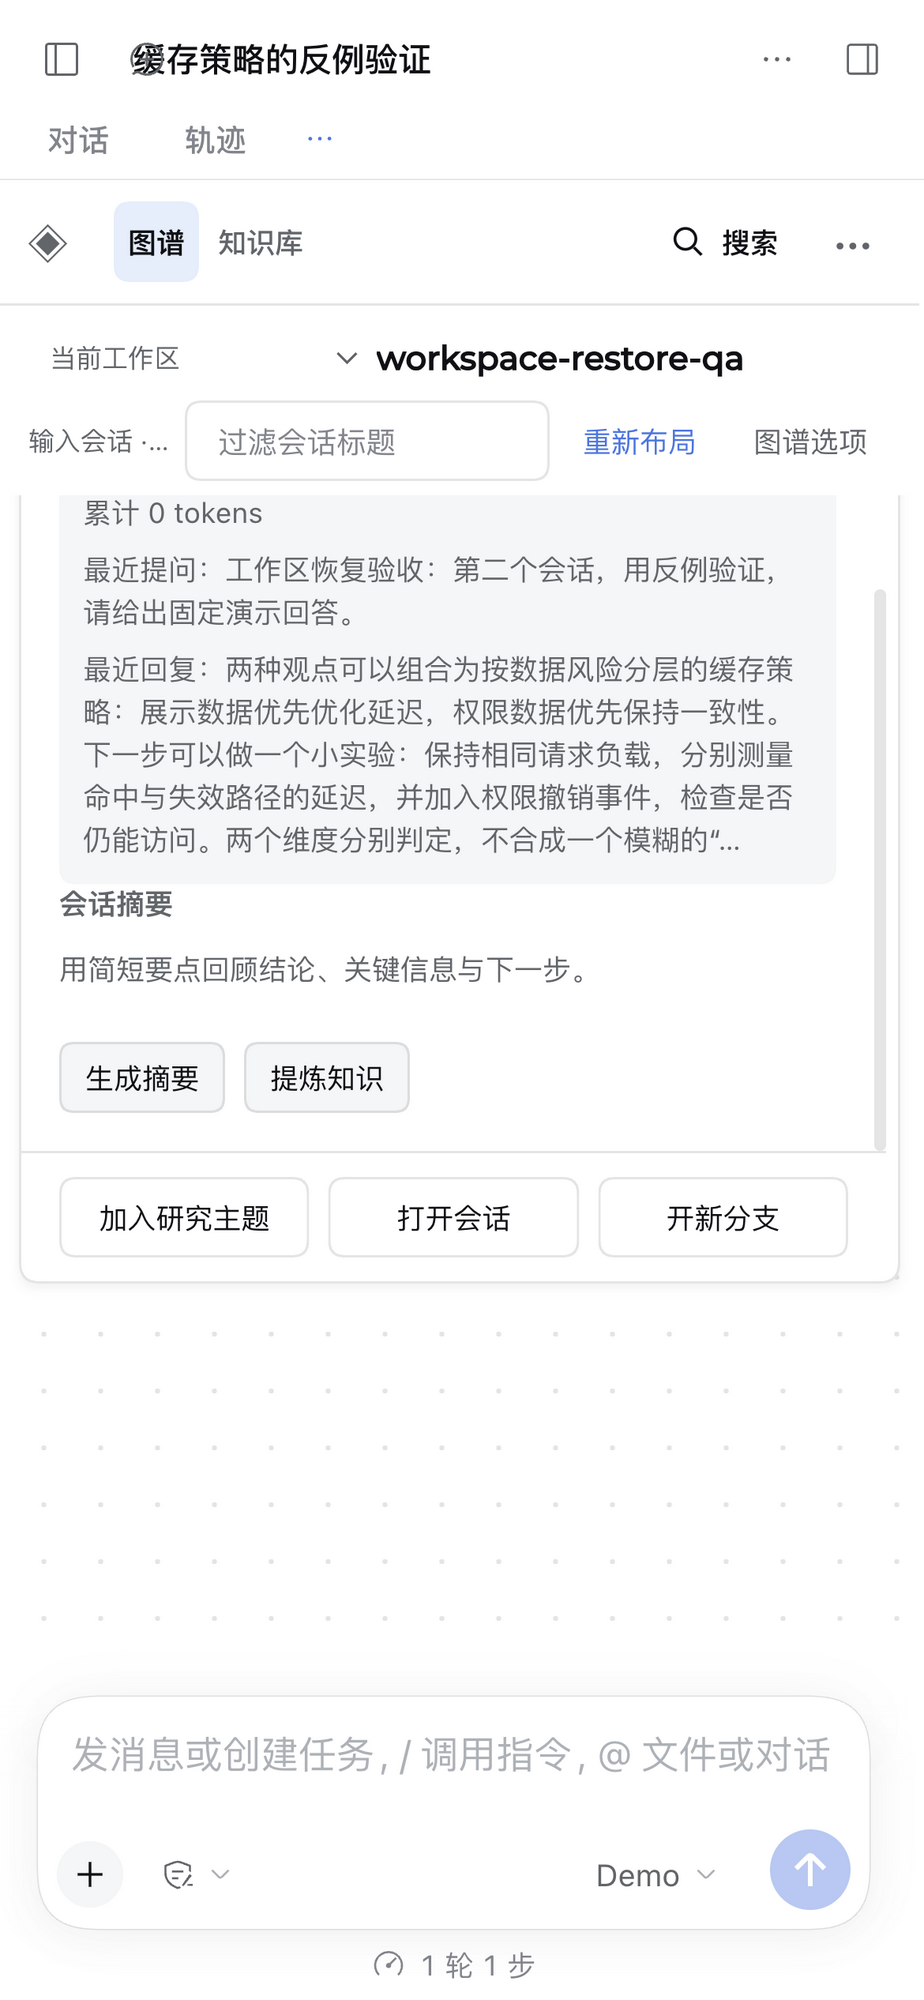 缓存策略的反例验证
...
对话 轨迹 ...
图谱 知识库 搜索
当前工作区 workspace-restore-qa
输入会话 ·... 过滤会话标题 重新布局 图谱选项
累计 0 tokens
最近提问：工作区恢复验收：第二个会话，用反例验证，
请给出固定演示回答。
最近回复：两种观点可以组合为按数据风险分层的缓存策
略：展示数据优先优化延迟，权限数据优先保持一致性。
下一步可以做一个小实验：保持相同请求负载，分别测量
命中与失效路径的延迟，并加入权限撤销事件，检查是否
仍能访问。两个维度分别判定，不合成一个模糊的“...
会话摘要
用简短要点回顾结论、关键信息与下一步。
生成摘要 提炼知识
加入研究主题 打开会话 开新分支
发消息或创建任务, / 调用指令, @ 文件或对话
Demo
1 轮 1 步